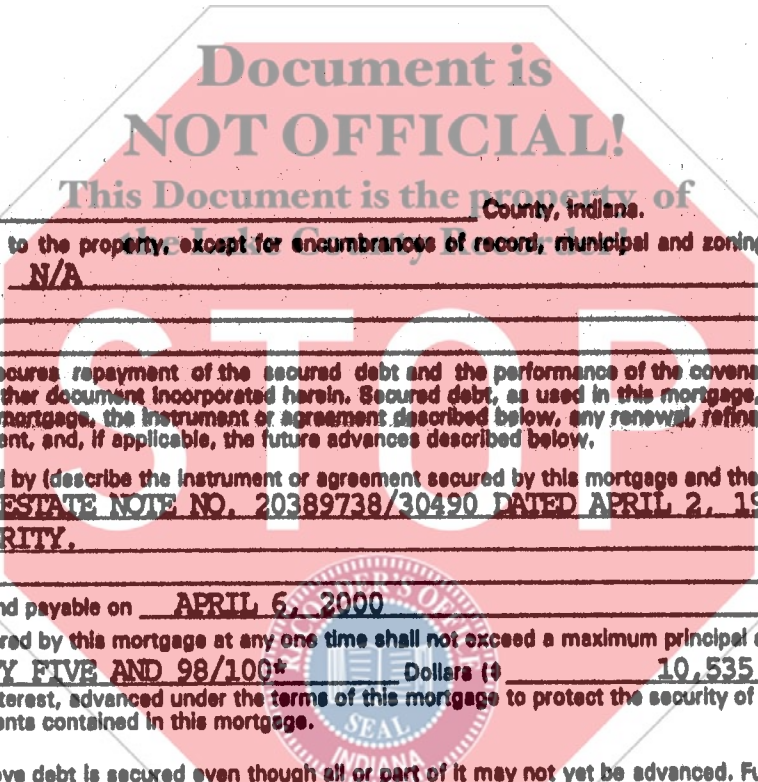 Document is
NOT OFFICIAL!
This Document is the property of
County, Indiana.
the Lake County Recorder!
to the property, except for encumbrances of record, municipal and zoning
N/A
STOP
cures repayment of the secured debt and the performance of the covena
ther document incorporated herein. Secured debt, as used in this mortgage,
mortgage, the instrument or agreement described below, any renewal, refina
ent, and, if applicable, the future advances described below.
d by (describe the instrument or agreement secured by this mortgage and the
ESTATE NOTE NO. 20389738/30490 DATED APRIL 2, 19
RITY.
nd payable on APRIL 6, 2000
red by this mortgage at any one time shall not exceed a maximum principal
Y FIVE AND 98/100* Dollars ($ 10,535
terest, advanced under the terms of this mortgage to protect the security of
ents contained in this mortgage.
RECORDER'S OFFICE
SEAL
INDIANA
ove debt is secured even though all or part of it may not yet be advanced. Fu